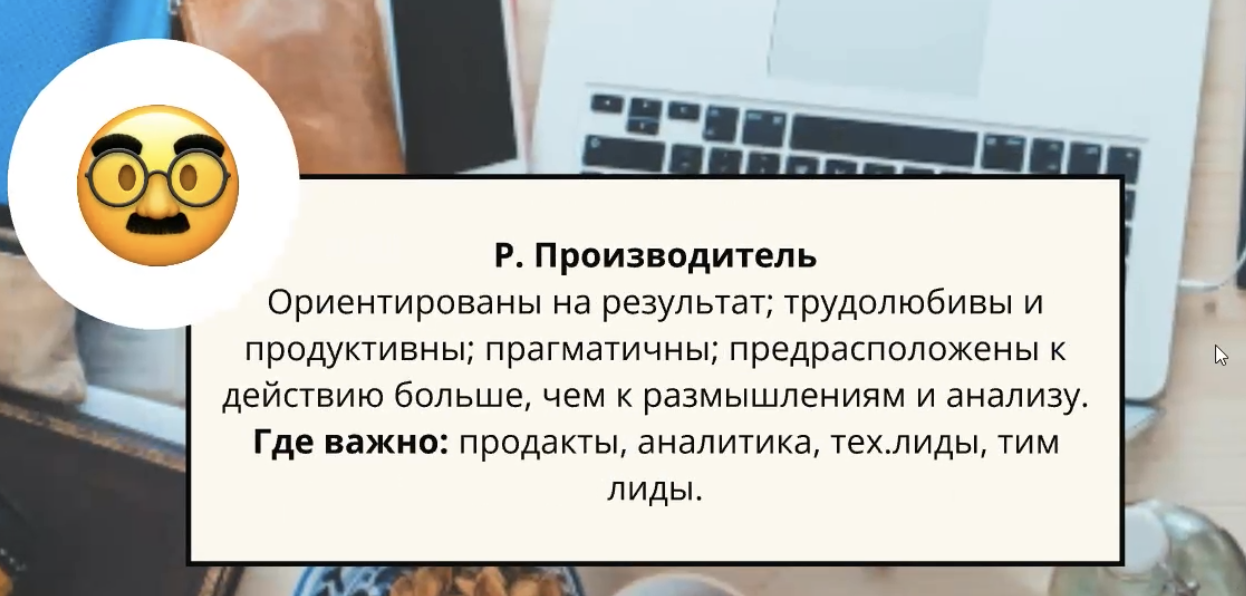 P. Производитель
Ориентированы на результат; трудолюбивы и
продуктивны; прагматичны; предрасположены к
действию больше, чем к размышлениям и анализу.
Где важно: продакты, аналитика, тех.лиды, тим
лиды.